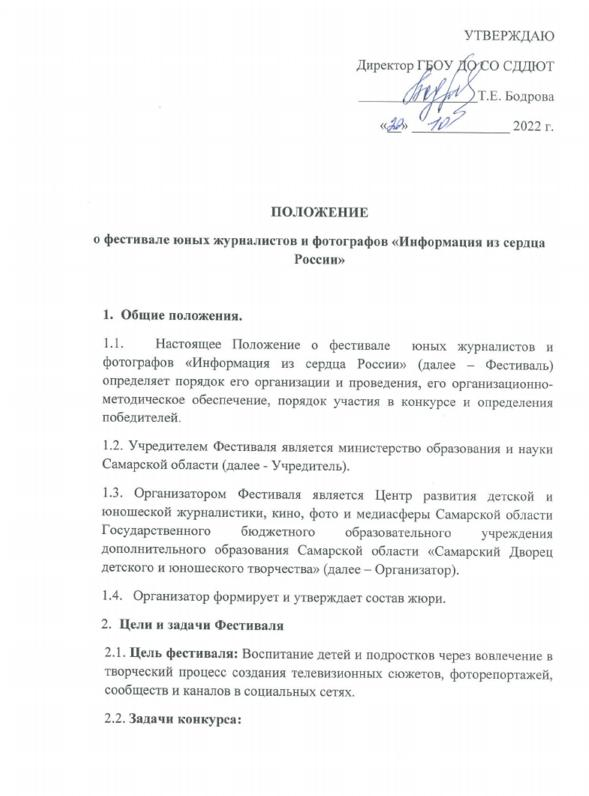 УТВЕРЖДАЮ
Директор ГБОУ ДО СО СДДЮТ
Т.Е. Бодрова
«20» 10 2022 г.
ПОЛОЖЕНИЕ
о фестивале юных журналистов и фотографов «Информация из сердца
России»
1. Общие положения.
1.1. Настоящее Положение о фестивале юных журналистов и
фотографов «Информация из сердца России» (далее – Фестиваль)
определяет порядок его организации и проведения, его организационно-
методическое обеспечение, порядок участия в конкурсе и определения
победителей.
1.2. Учредителем Фестиваля является министерство образования и науки
Самарской области (далее - Учредитель).
1.3. Организатором Фестиваля является Центр развития детской и
юношеской журналистики, кино, фото и медиасферы Самарской области
Государственного бюджетного образовательного учреждения
дополнительного образования Самарской области «Самарский Дворец
детского и юношеского творчества» (далее – Организатор).
1.4. Организатор формирует и утверждает состав жюри.
2. Цели и задачи Фестиваля
2.1. Цель фестиваля: Воспитание детей и подростков через вовлечение в
творческий процесс создания телевизионных сюжетов, фоторепортажей,
сообществ и каналов в социальных сетях.
2.2. Задачи конкурса: